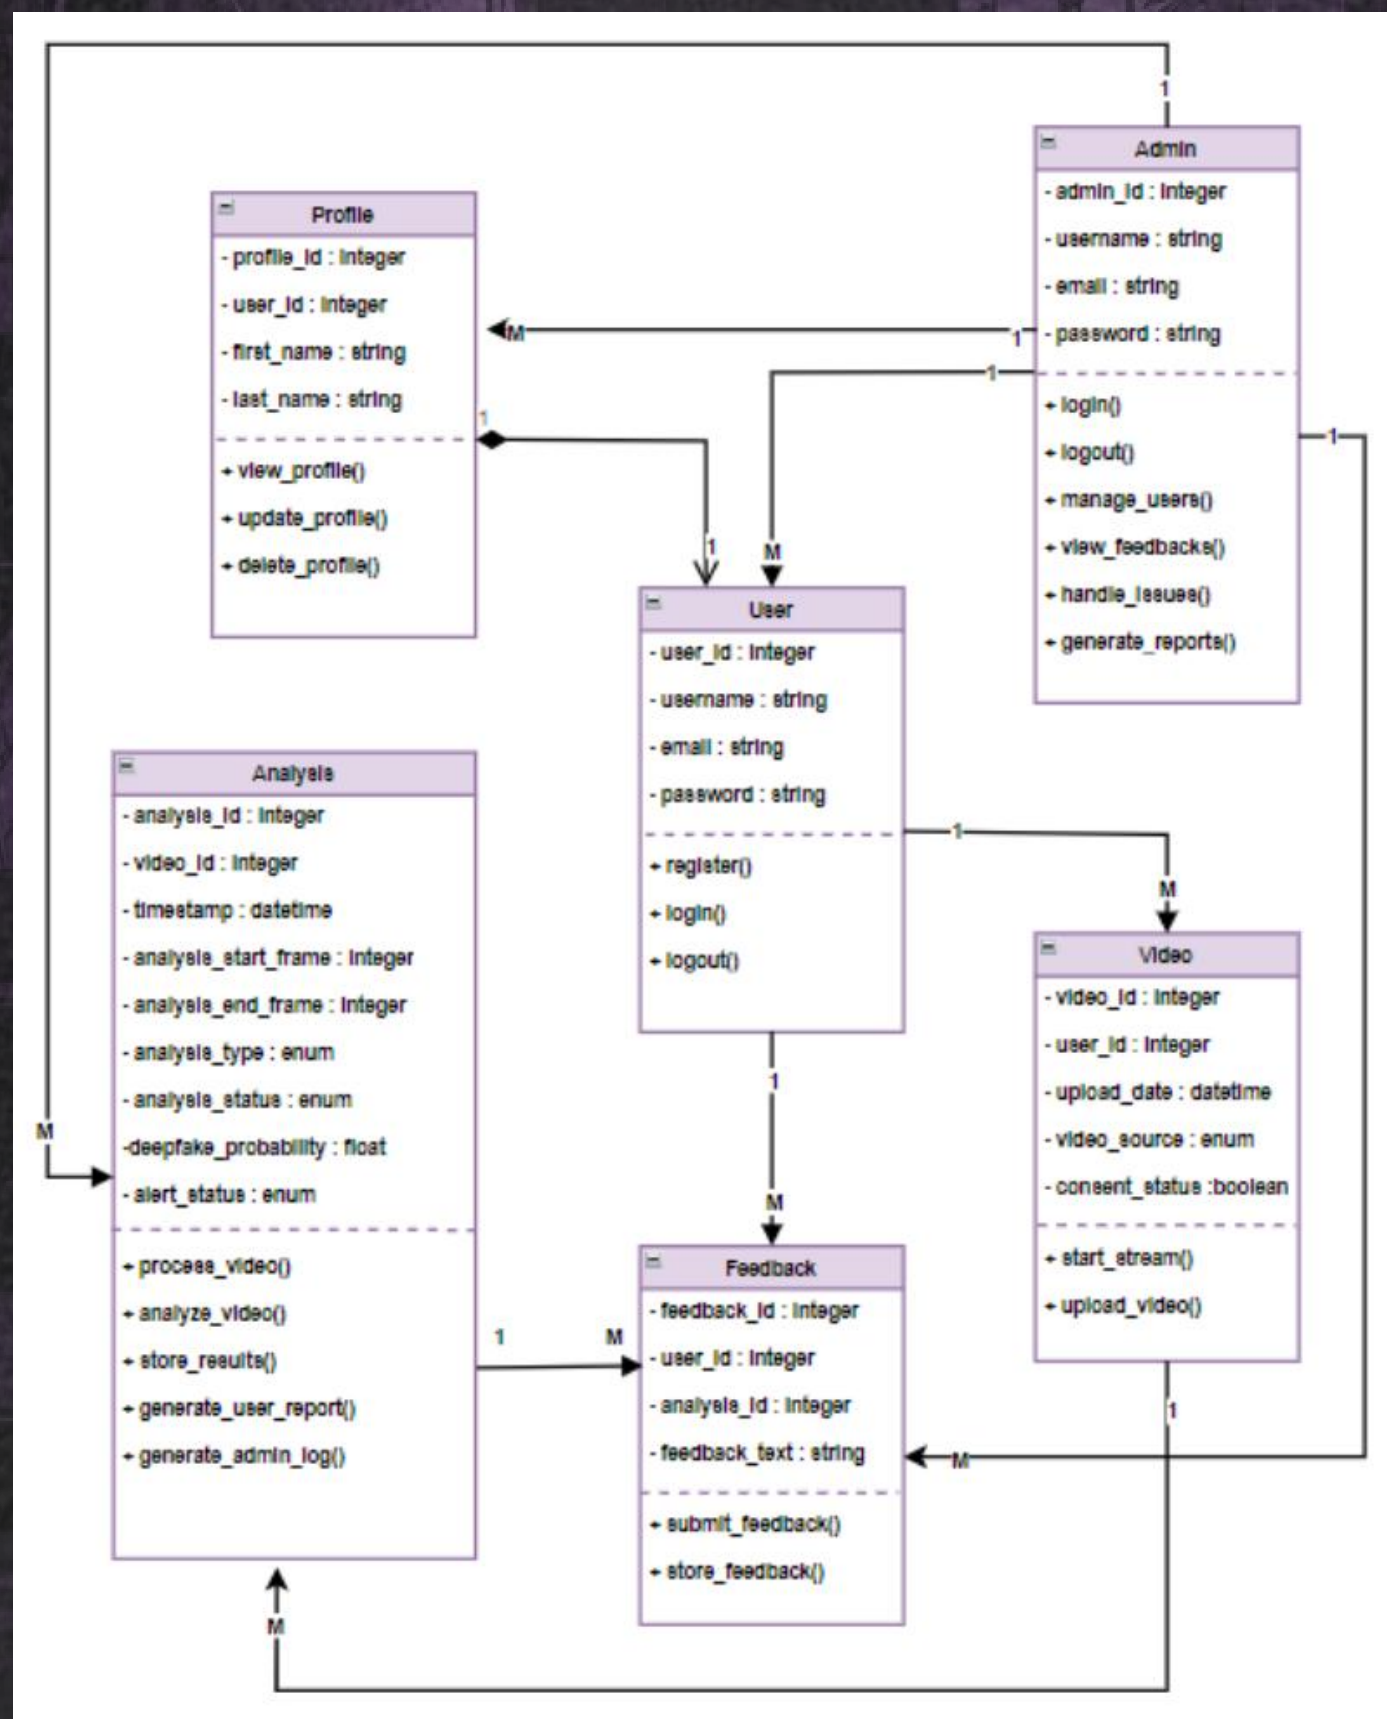 1
Admin
- admin_id : Integer
- username : string
- email : string
- password : string
+ login()
+ logout()
+ manage_users()
+ view_feedbacks()
+ handle_issues()
+ generate_reports()
Profile
- profile_id : Integer
- user_id : Integer
- first_name : string
- last_name : string
+ view_profile()
+ update_profile()
+ delete_profile()
M
1
1
1
1
1
M
User
- user_id : Integer
- username : string
- email : string
- password : string
+ register()
+ login()
+ logout()
1
M
Analysis
- analysis_id : Integer
- video_id : Integer
- timestamp : datetime
- analysis_start_frame : Integer
- analysis_end_frame : Integer
- analysis_type : enum
- analysis_status : enum
-deepfake_probability : float
- alert_status : enum
+ process_video()
+ analyze_video()
+ store_results()
+ generate_user_report()
+ generate_admin_log()
M
Video
- video_id : Integer
- user_id : Integer
- upload_date : datetime
- video_source : enum
- consent_status :boolean
+ start_stream()
+ upload_video()
1
M
Feedback
- feedback_id : Integer
- user_id : Integer
- analysis_id : Integer
- feedback_text : string
+ submit_feedback()
+ store_feedback()
1
M
1
M
M